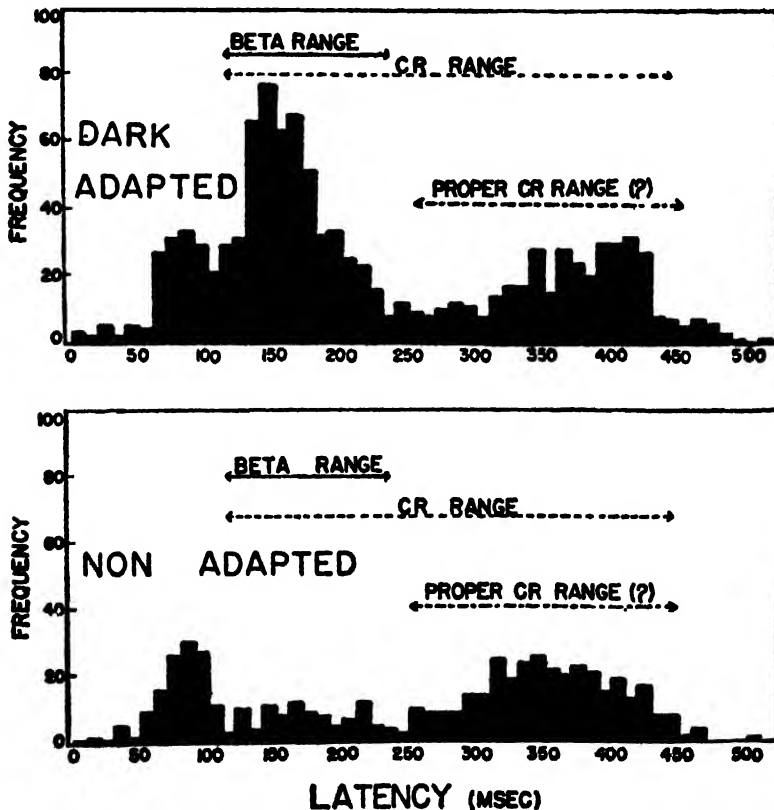 100
BETA RANGE
80
CR RANGE
DARK
60
ADAPTED
PROPER CR RANGE (?)
40
20
0
FREQUENCY
0 50 100 150 200 250 300 350 400 450 500
100
BETA RANGE
80
CR RANGE
60
NON ADAPTED
PROPER CR RANGE (?)
40
20
0
FREQUENCY
0 50 100 150 200 250 300 350 400 450 500
LATENCY (MSEC)